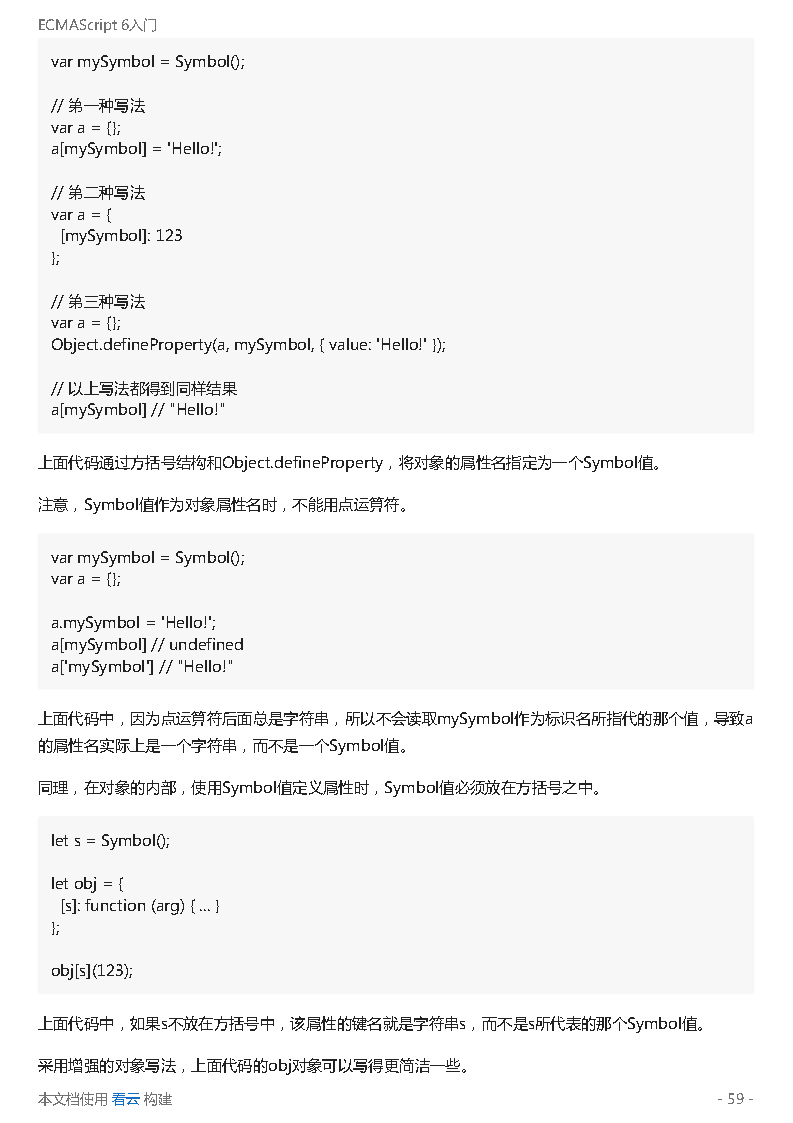 ECMAScript 6入门
var mySymbol = Symbol();
// 第一种写法
var a = {};
a[mySymbol] = 'Hello!';
// 第二种写法
var a = {
  [mySymbol]: 123
};
// 第三种写法
var a = {};
Object.defineProperty(a, mySymbol, { value: 'Hello!' });
// 以上写法都得到同样结果
a[mySymbol] // "Hello!"
上面代码通过方括号结构和Object.defineProperty，将对象的属性名指定为一个Symbol值。
注意，Symbol值作为对象属性名时，不能用点运算符。
var mySymbol = Symbol();
var a = {};
a.mySymbol = 'Hello!';
a[mySymbol] // undefined
a['mySymbol'] // "Hello!"
上面代码中，因为点运算符后面总是字符串，所以不会读取mySymbol作为标识名所指代的那个值，导致a
的属性名实际上是一个字符串，而不是一个Symbol值。
同理，在对象的内部，使用Symbol值定义属性时，Symbol值必须放在方括号之中。
let s = Symbol();
let obj = {
  [s]: function (arg) { ... }
};
obj[s](123);
上面代码中，如果s不放在方括号中，该属性的键名就是字符串s，而不是s所代表的那个Symbol值。
采用增强的对象写法，上面代码的obj对象可以写得更简洁一些。
本文档使用 看云 构建 - 59 -